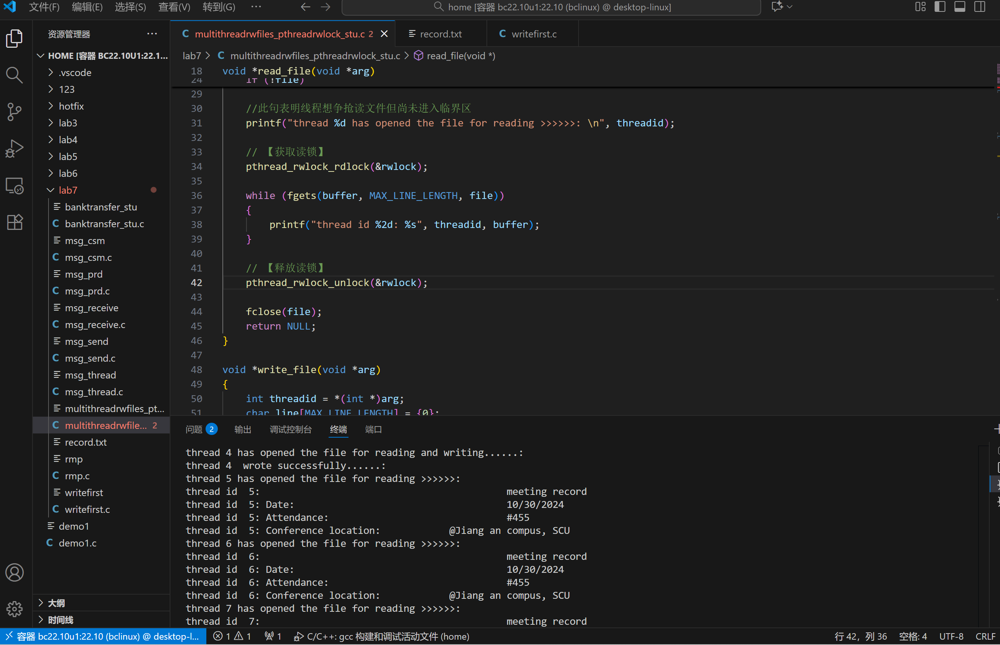 文件(F) 编辑(E) 选择(S) 查看(V) 转到(G) ··· home [容器 bc22.10u1:22.10 (bclinux) @ desktop-linux]
资源管理器 ···
HOME [容器 BC22.10U1:22.1...
.vscode
123
hotfix
lab3
lab4
lab5
lab6
lab7
banktransfer_stu
banktransfer_stu.c
msg_csm
msg_csm.c
msg_prd
msg_prd.c
msg_receive
msg_receive.c
msg_send
msg_send.c
msg_thread
msg_thread.c
multithreadrwfiles_pt...
multithreadrwfile... 2
record.txt
rmp
rmp.c
writefirst
writefirst.c
demo1
demo1.c
大纲
时间线
multithreadrwfiles_pthreadrwlock_stu.c 2 record.txt writefirst.c
lab7 > multithreadrwfiles_pthreadrwlock_stu.c > read_file(void *)
18 void *read_file(void *arg)
24 if (!file)
29
30 //此句表明线程想争抢读文件但尚未进入临界区
31 printf("thread %d has opened the file for reading >>>>>>: \n", threadid);
32
33 // 【获取读锁】
34 pthread_rwlock_rdlock(&rwlock);
35
36 while (fgets(buffer, MAX_LINE_LENGTH, file))
37 {
38 printf("thread id %2d: %s", threadid, buffer);
39 }
40
41 // 【释放读锁】
42 pthread_rwlock_unlock(&rwlock);
43
44 fclose(file);
45 return NULL;
46 }
47
48 void *write_file(void *arg)
49 {
50 int threadid = *(int *)arg;
51 char line[MAX_LINE_LENGTH] = {0};
问题 2 输出 调试控制台 终端 端口
thread 4 has opened the file for reading and writing......:
thread 4  wrote successfully......:
thread 5 has opened the file for reading >>>>>>:
thread id  5: meeting record
thread id  5: Date: 10/30/2024
thread id  5: Attendance: #455
thread id  5: Conference location: @Jiang an compus, SCU
thread 6 has opened the file for reading >>>>>>:
thread id  6: meeting record
thread id  6: Date: 10/30/2024
thread id  6: Attendance: #455
thread id  6: Conference location: @Jiang an compus, SCU
thread 7 has opened the file for reading >>>>>>:
thread id  7: meeting record
容器 bc22.10u1:22.10 (bclinux) @ desktop-l... 1 1 1 C/C++: gcc 构建和调试活动文件 (home) 行 42，列 36 空格: 4 UTF-8 CRLF